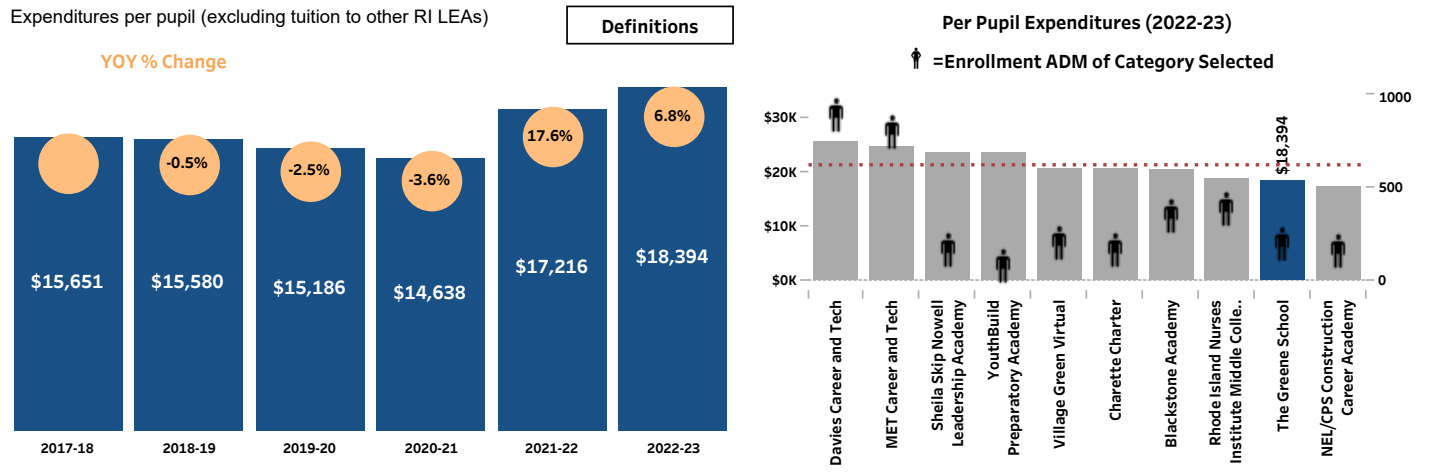 Expenditures per pupil (excluding tuition to other RI LEAs)
Definitions
YOY % Change
-0.5%
-2.5%
-3.6%
17.6%
6.8%
$15,651
$15,580
$15,186
$14,638
$17,216
$18,394
2017-18
2018-19
2019-20
2020-21
2021-22
2022-23
Per Pupil Expenditures (2022-23)
=Enrollment ADM of Category Selected
$30K
$20K
$10K
$0K
1000
500
0
$18,394
Davies Career and Tech
MET Career and Tech
Sheila Skip Nowell
Leadership Academy
YouthBuild
Preparatory Academy
Village Green Virtual
Charette Charter
Blackstone Academy
Rhode Island Nurses
Institute Middle Colle..
The Greene School
NEL/CPS Construction
Career Academy